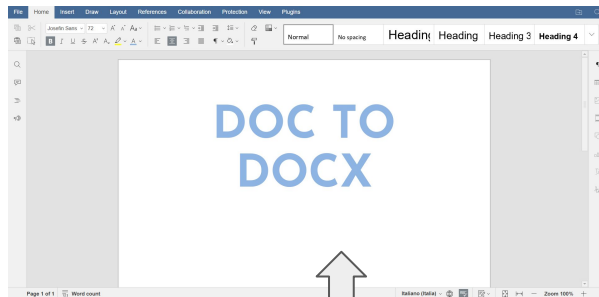 File Home Insert Draw Layout References Collaboration Protection View Plugins
Josefin Sans 72
Normal No spacing Heading Heading Heading 3 Heading 4
DOC TO
DOCX
Page 1 of 1 Word count Italiano (Italia) Zoom 100%